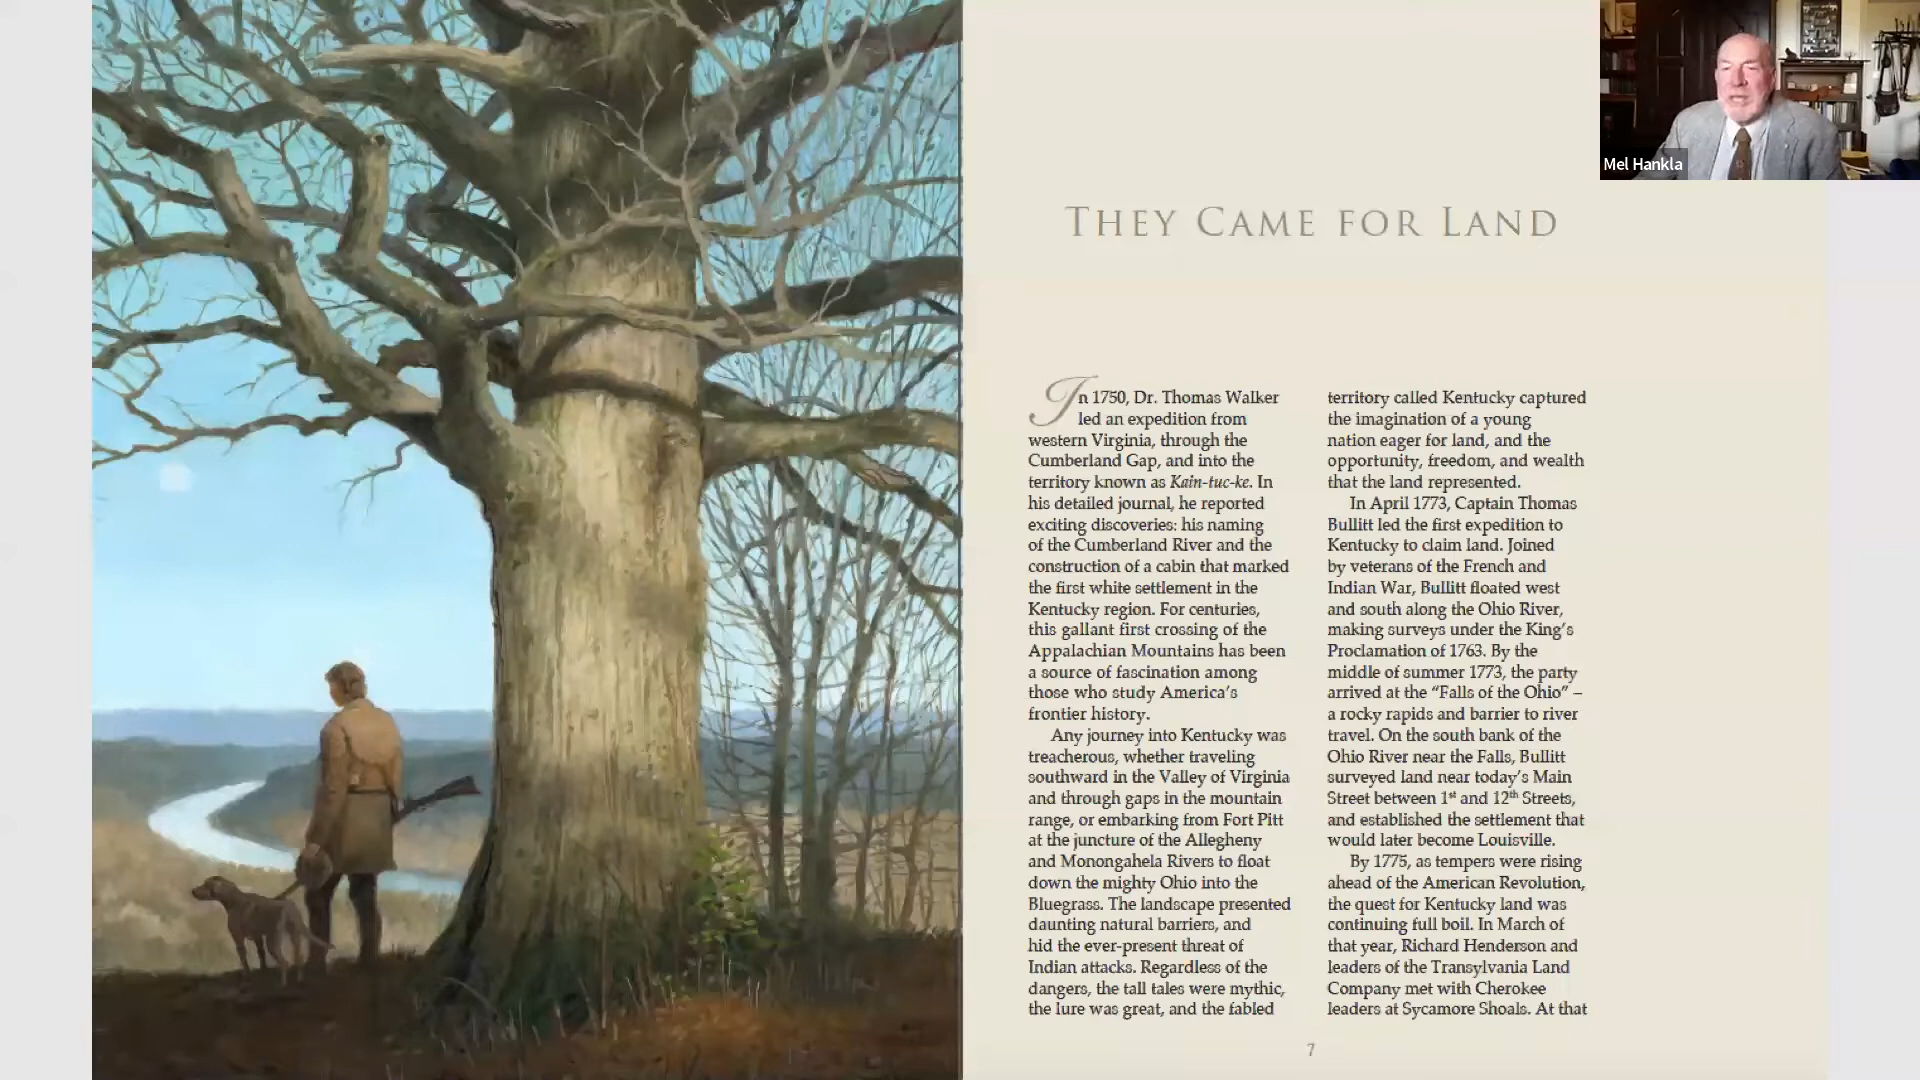 Mel Hankla
THEY CAME FOR LAND
In 1750, Dr. Thomas Walker
led an expedition from
western Virginia, through the
Cumberland Gap, and into the
territory known as Kain-tuc-ke. In
his detailed journal, he reported
exciting discoveries: his naming
of the Cumberland River and the
construction of a cabin that marked
the first white settlement in the
Kentucky region. For centuries,
this gallant first crossing of the
Appalachian Mountains has been
a source of fascination among
those who study America's
frontier history.
Any journey into Kentucky was
treacherous, whether traveling
southward in the Valley of Virginia
and through gaps in the mountain
range, or embarking from Fort Pitt
at the juncture of the Allegheny
and Monongahela Rivers to float
down the mighty Ohio into the
Bluegrass. The landscape presented
daunting natural barriers, and
hid the ever-present threat of
Indian attacks. Regardless of the
dangers, the tall tales were mythic,
the lure was great, and the fabled
territory called Kentucky captured
the imagination of a young
nation eager for land, and the
opportunity, freedom, and wealth
that the land represented.
In April 1773, Captain Thomas
Bullitt led the first expedition to
Kentucky to claim land. Joined
by veterans of the French and
Indian War, Bullitt floated west
and south along the Ohio River,
making surveys under the King's
Proclamation of 1763. By the
middle of summer 1773, the party
arrived at the “Falls of the Ohio” –
a rocky rapids and barrier to river
travel. On the south bank of the
Ohio River near the Falls, Bullitt
surveyed land near today's Main
Street between 1st and 12th Streets,
and established the settlement that
would later become Louisville.
By 1775, as tempers were rising
ahead of the American Revolution,
the quest for Kentucky land was
continuing full boil. In March of
that year, Richard Henderson and
leaders of the Transylvania Land
Company met with Cherokee
leaders at Sycamore Shoals. At that
7